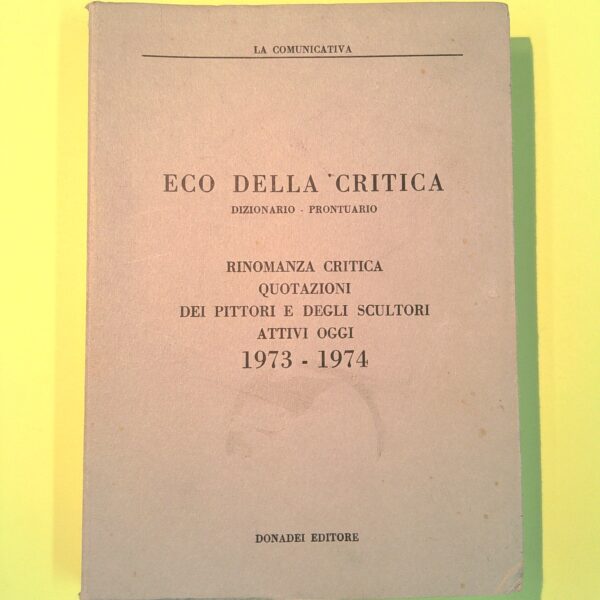 LA COMUNICATIVA
ECO DELLA CRITICA
DIZIONARIO - PRONTUARIO
RINOMANZA CRITICA
QUOTAZIONI
DEI PITTORI E DEGLI SCULTORI
ATTIVI OGGI
1973 - 1974
DONADEI EDITORE